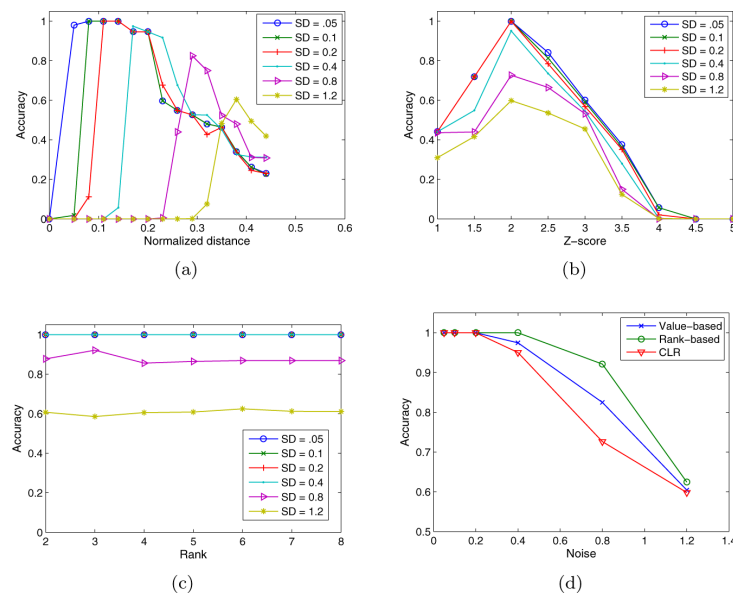 1
0.8
0.6
0.4
0.2
0
Accuracy
0 0.1 0.2 0.3 0.4 0.5 0.6
Normalized distance
SD = .05
SD = 0.1
SD = 0.2
SD = 0.4
SD = 0.8
SD = 1.2
(a)
1
0.8
0.6
0.4
0.2
0
Accuracy
1 1.5 2 2.5 3 3.5 4 4.5 5
Z-score
SD = .05
SD = 0.1
SD = 0.2
SD = 0.4
SD = 0.8
SD = 1.2
(b)
1
0.8
0.6
0.4
0.2
0
Accuracy
2 3 4 5 6 7 8
Rank
SD = .05
SD = 0.1
SD = 0.2
SD = 0.4
SD = 0.8
SD = 1.2
(c)
1.1
1
0.9
0.8
0.7
0.6
0.5
Accuracy
0 0.2 0.4 0.6 0.8 1 1.2 1.4
Noise
Value-based
Rank-based
CLR
(d)